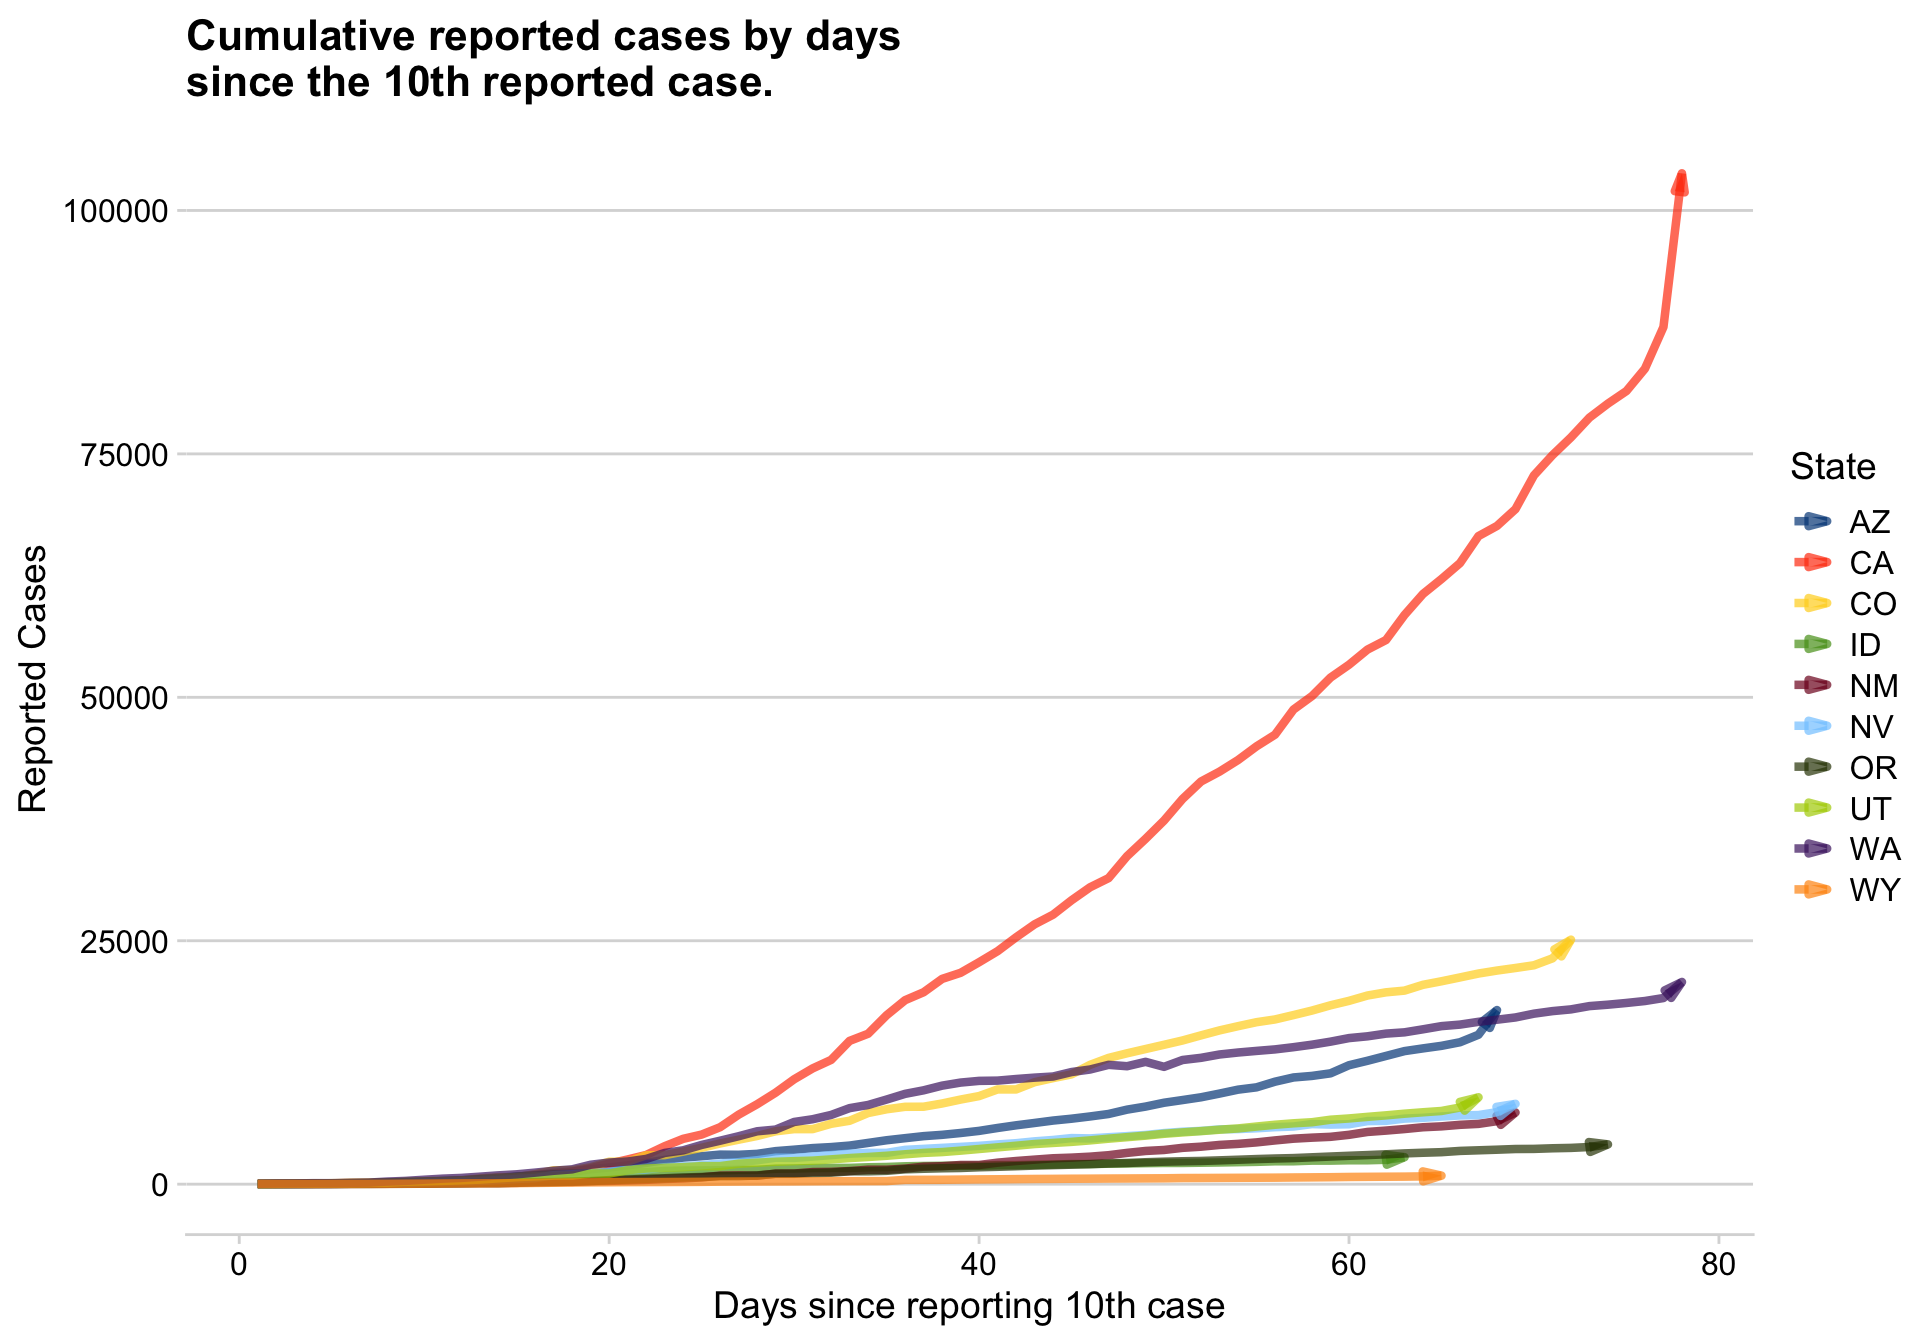 Cumulative reported cases by days
since the 10th reported case.
100000
75000
50000
25000
0
Reported Cases
0 20 40 60 80
Days since reporting 10th case
State
AZ
CA
CO
ID
NM
NV
OR
UT
WA
WY